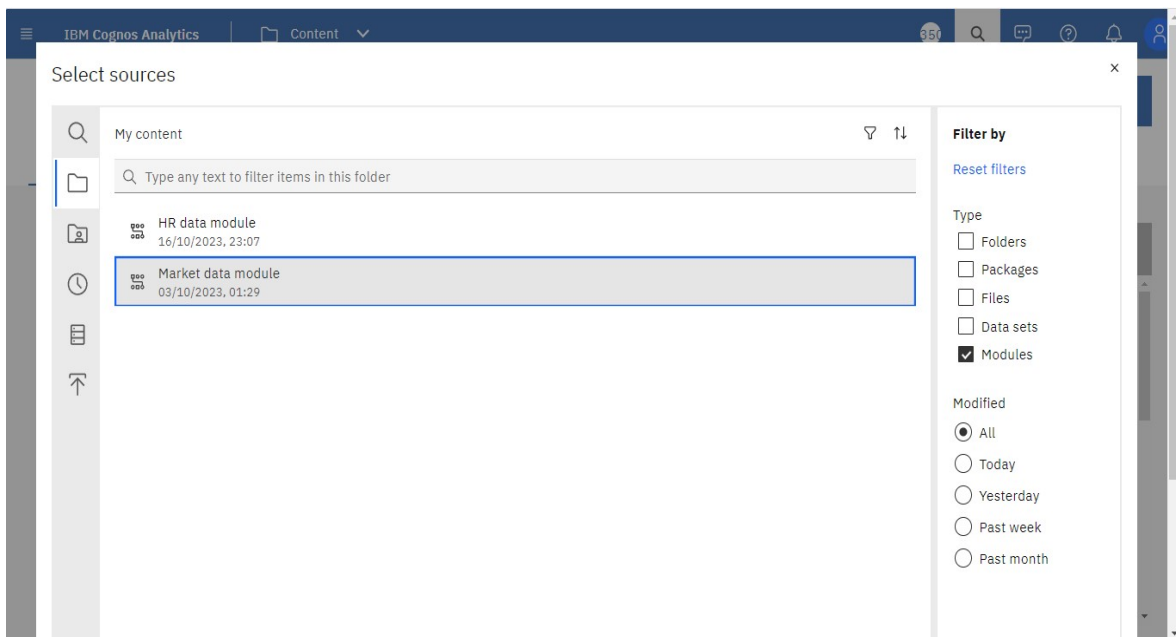 IBM Cognos Analytics
Content
350
Select sources
My content
Type any text to filter items in this folder
HR data module
16/10/2023, 23:07
Market data module
03/10/2023, 01:29
Filter by
Reset filters
Type
Folders
Packages
Files
Data sets
Modules
Modified
All
Today
Yesterday
Past week
Past month